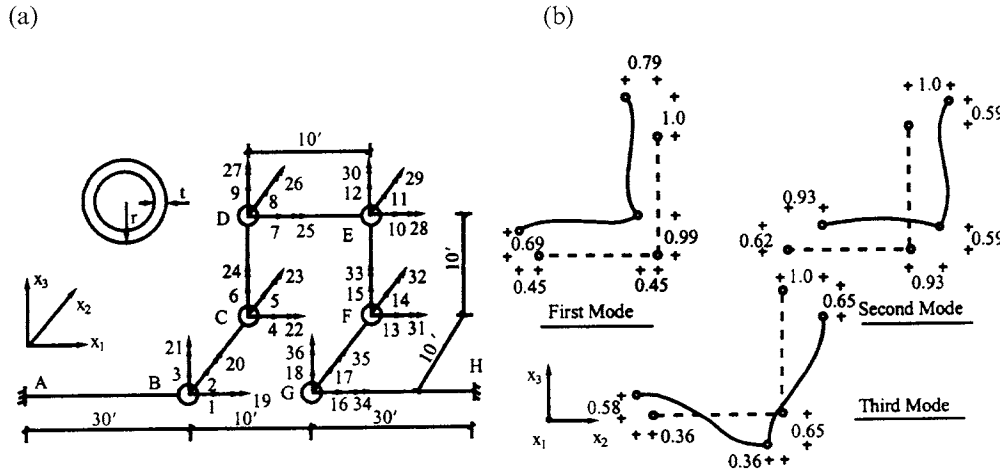 (a)
(b)
10'
27
30
9
26
12
29
8
11
t
r
D
7
25
E
10 28
24
23
33
32
6
5
15
14
10'
C
4 22
F
13 31
x₃
x₂
x₁
21
20
36
35
10'
H
A
B
3
2
18
17
G
1
19
16 34
30'
10'
30'
0.79
1.0
0.69
0.99
0.45
0.45
First Mode
1.0
0.59
0.93
0.62
0.59
0.93
Second Mode
1.0
0.65
0.58
0.36
0.65
0.36
Third Mode
x₃
x₁
x₂